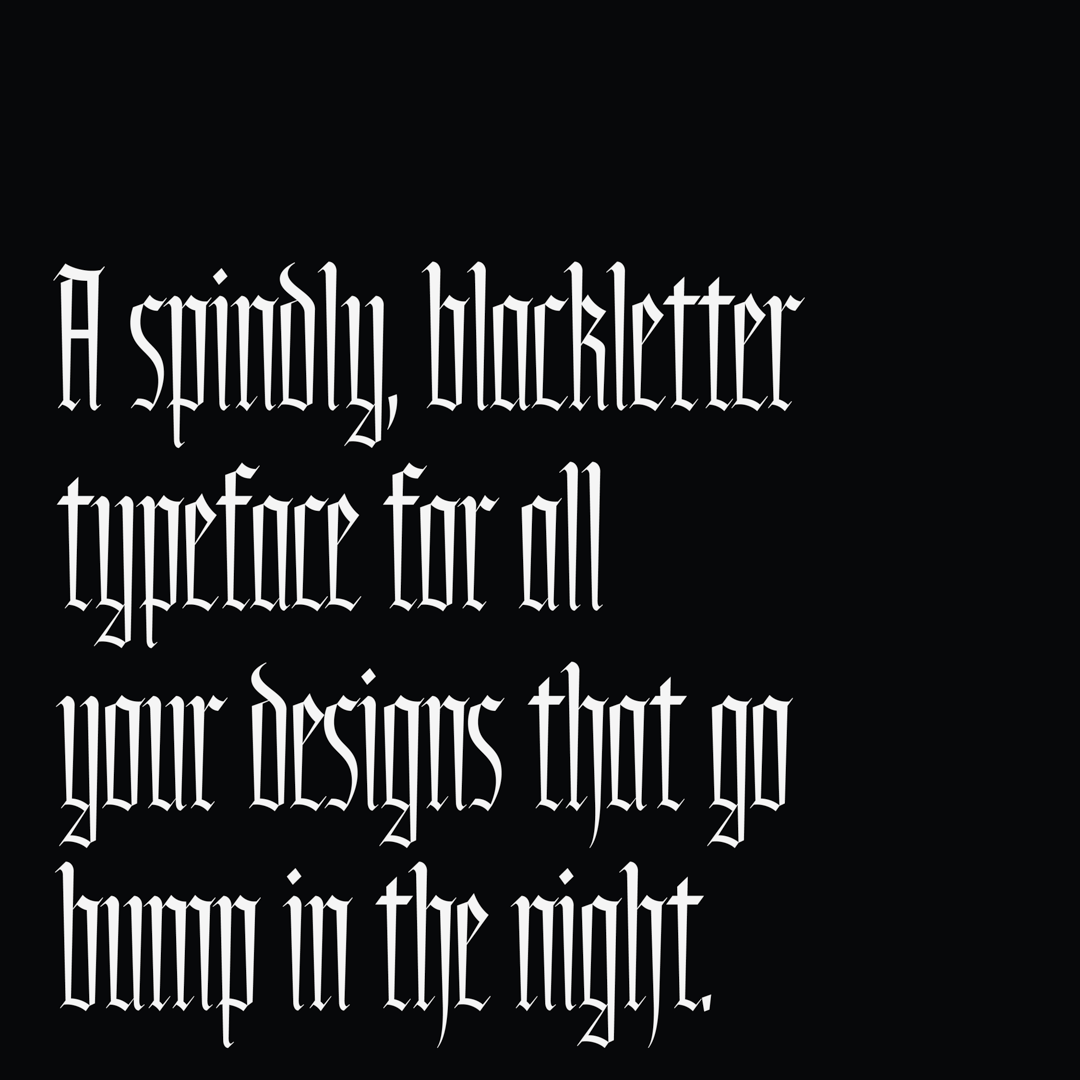 A spindly, blackletter
typeface for all
your designs that go
bump in the night.